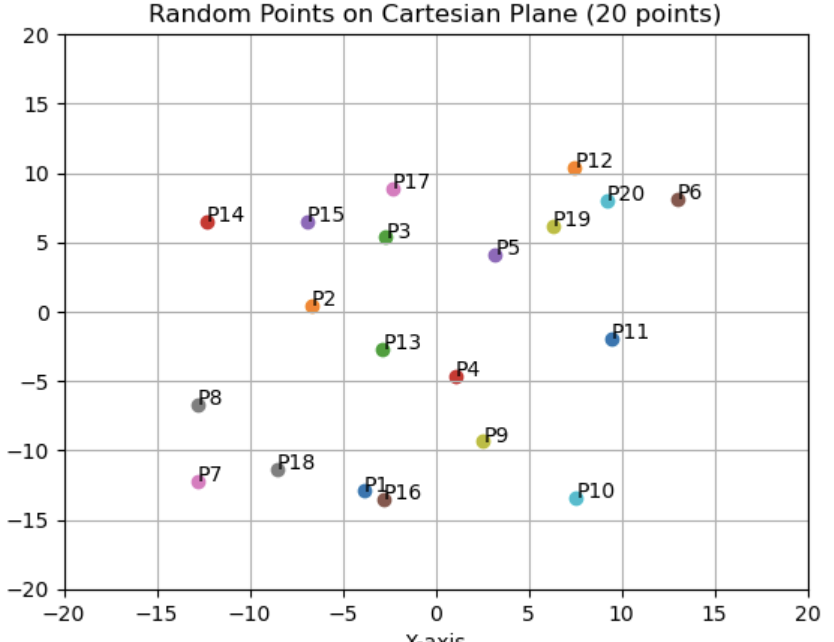 Random Points on Cartesian Plane (20 points)
20
15
10
5
0
−5
−10
−15
−20
P12
P17
P20
P6
P14
P15
P19
P3
P5
P2
P11
P13
P4
P8
P9
P18
P7
P1
P16
P10
−20 −15 −10 −5 0 5 10 15 20
X-axis